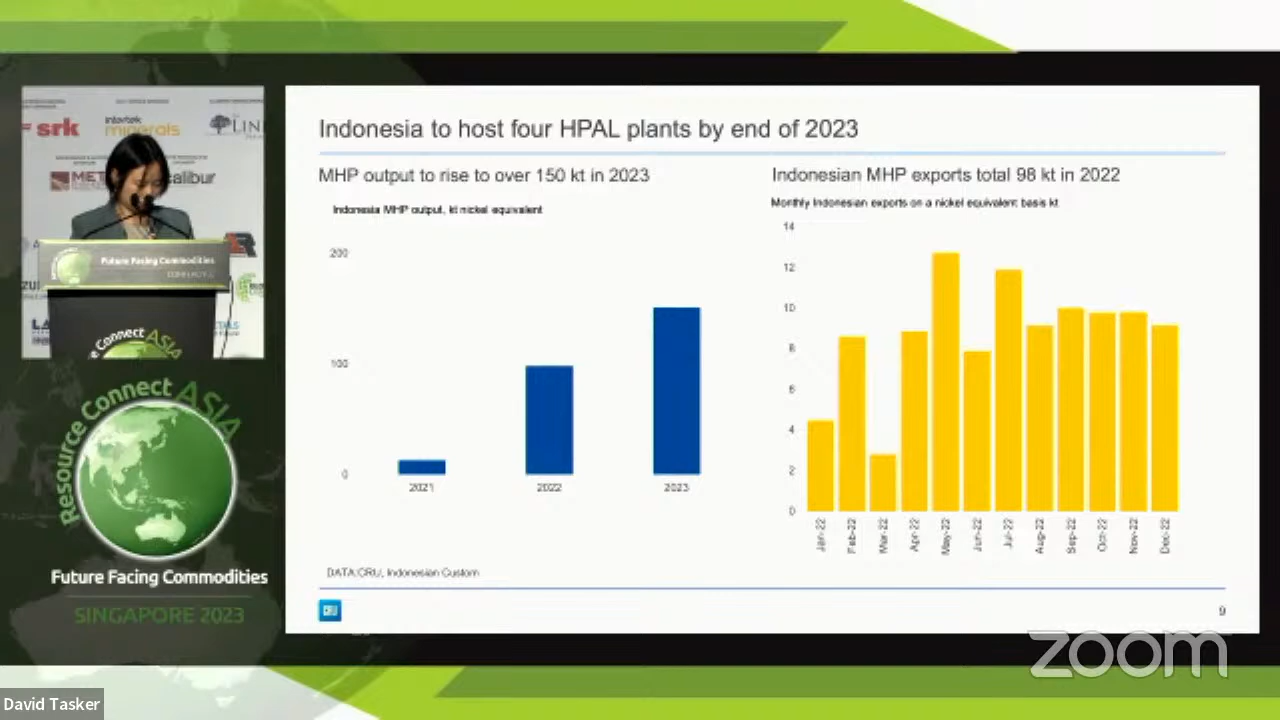 Indonesia to host four HPAL plants by end of 2023
MHP output to rise to over 150 kt in 2023
Indonesia MHP output, kt nickel equivalent
200
100
0
2021
2022
2023
Indonesian MHP exports total 98 kt in 2022
Monthly Indonesian exports on a nickel equivalent basis kt
14
12
10
8
6
4
2
0
Jan-22
Feb-22
Mar-22
Apr-22
May-22
Jun-22
Jul-22
Aug-22
Sep-22
Oct-22
Nov-22
Dec-22
DATA:CRU, Indonesian Custom
CRU
9
srk
intertek
minerals
Future Facing Commodities
Connect ASIA
Resource Connect ASIA
Future Facing Commodities
SINGAPORE 2023
zoom
David Tasker